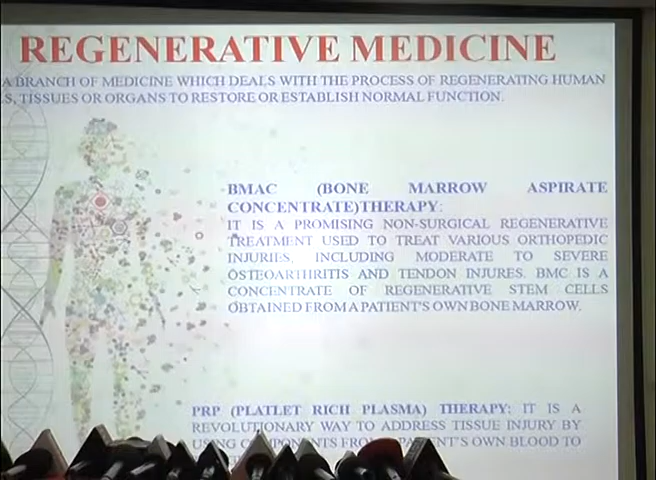 REGENERATIVE MEDICINE
A BRANCH OF MEDICINE WHICH DEALS WITH THE PROCESS OF REGENERATING HUMAN
S, TISSUES OR ORGANS TO RESTORE OR ESTABLISH NORMAL FUNCTION.
BMAC (BONE MARROW ASPIRATE
CONCENTRATE)THERAPY:
IT IS A PROMISING NON-SURGICAL REGENERATIVE
TREATMENT USED TO TREAT VARIOUS ORTHOPEDIC
INJURIES, INCLUDING MODERATE TO SEVERE
OSTEOARTHRITIS AND TENDON INJURES. BMC IS A
CONCENTRATE OF REGENERATIVE STEM CELLS
OBTAINED FROM A PATIENT'S OWN BONE MARROW.
PRP (PLATLET RICH PLASMA) THERAPY: IT IS A
REVOLUTIONARY WAY TO ADDRESS TISSUE INJURY BY
USING COMPONENTS FROM OWN BLOOD TO